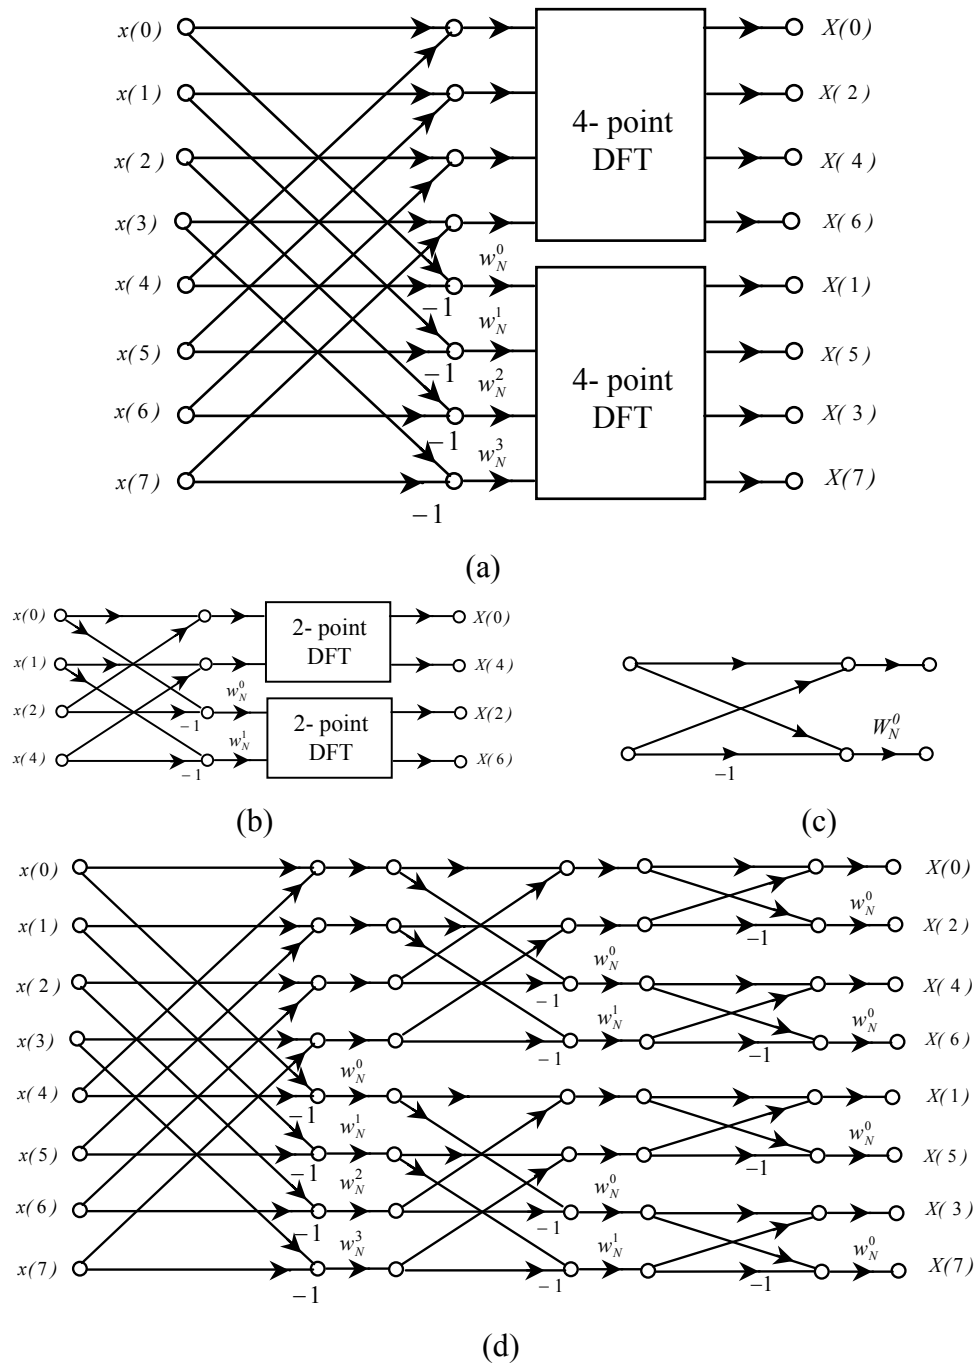 x(0)
X(0)
x(1)
X(2)
4- point
DFT
x(2)
X(4)
x(3)
X(6)
w_N^0
x(4)
−1
X(1)
w_N^1
x(5)
−1
X(5)
w_N^2
4- point
DFT
x(6)
−1
X(3)
w_N^3
x(7)
−1
X(7)
(a)
x(0)
2- point
DFT
X(0)
x(1)
X(4)
w_N^0
x(2)
−1
2- point
DFT
X(2)
w_N^1
x(4)
−1
X(6)
(b)
W_N^0
−1
(c)
x(0)
X(0)
w_N^0
x(1)
−1
X(2)
w_N^0
x(2)
−1
X(4)
w_N^1
w_N^0
x(3)
−1
−1
X(6)
w_N^0
x(4)
−1
X(1)
w_N^1
w_N^0
x(5)
−1
−1
X(5)
w_N^2
w_N^0
x(6)
−1
−1
X(3)
w_N^3
w_N^1
w_N^0
x(7)
−1
−1
−1
X(7)
(d)